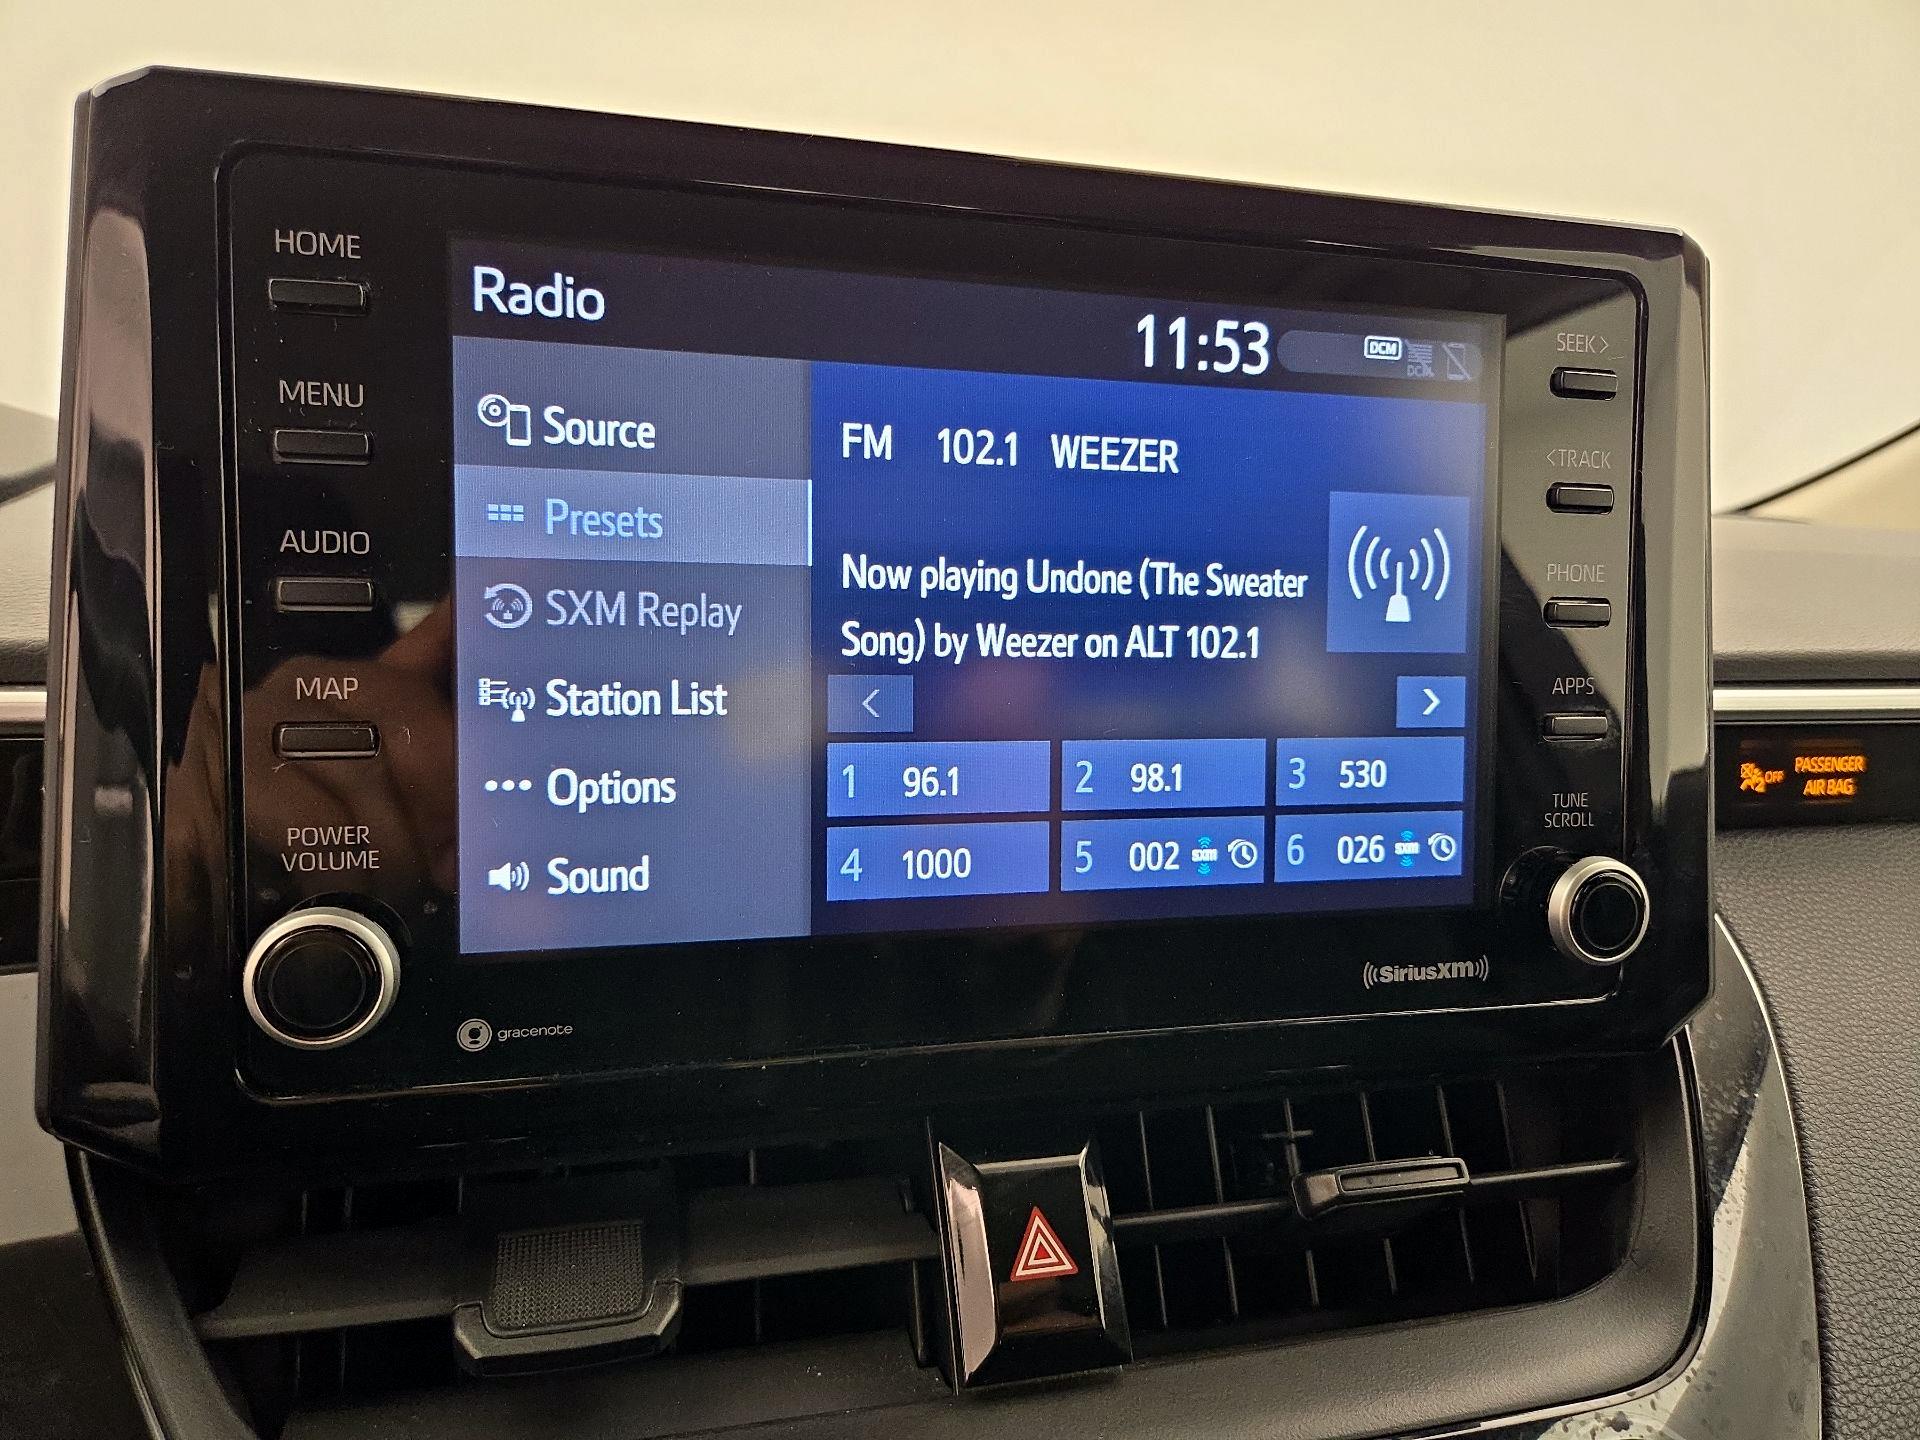 HOME
MENU
AUDIO
MAP
POWER
VOLUME
Radio
11:53
DCM
DCM
Source
Presets
SXM Replay
Station List
Options
Sound
FM 102.1 WEEZER
Now playing Undone (The Sweater
Song) by Weezer on ALT 102.1
<
>
1 96.1
2 98.1
3 530
4 1000
5 002 sxm
6 026 sxm
SEEK>
<TRACK
PHONE
APPS
TUNE
SCROLL
gracenote
((SiriusXM))
OFF
PASSENGER
AIR BAG